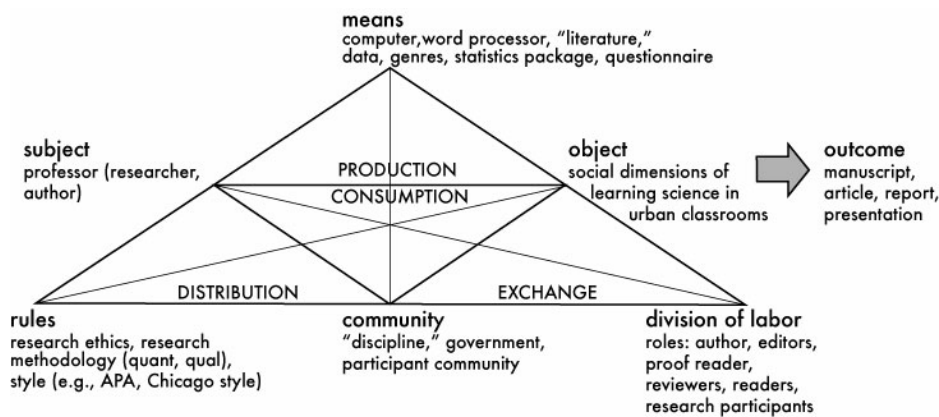 means
computer,word processor, “literature,”
data, genres, statistics package, questionnaire
subject
professor (researcher,
author)
PRODUCTION
CONSUMPTION
object
social dimensions of
learning science in
urban classrooms
outcome
manuscript,
article, report,
presentation
DISTRIBUTION
EXCHANGE
rules
research ethics, research
methodology (quant, qual),
style (e.g., APA, Chicago style)
community
“discipline,” government,
participant community
division of labor
roles: author, editors,
proof reader,
reviewers, readers,
research participants